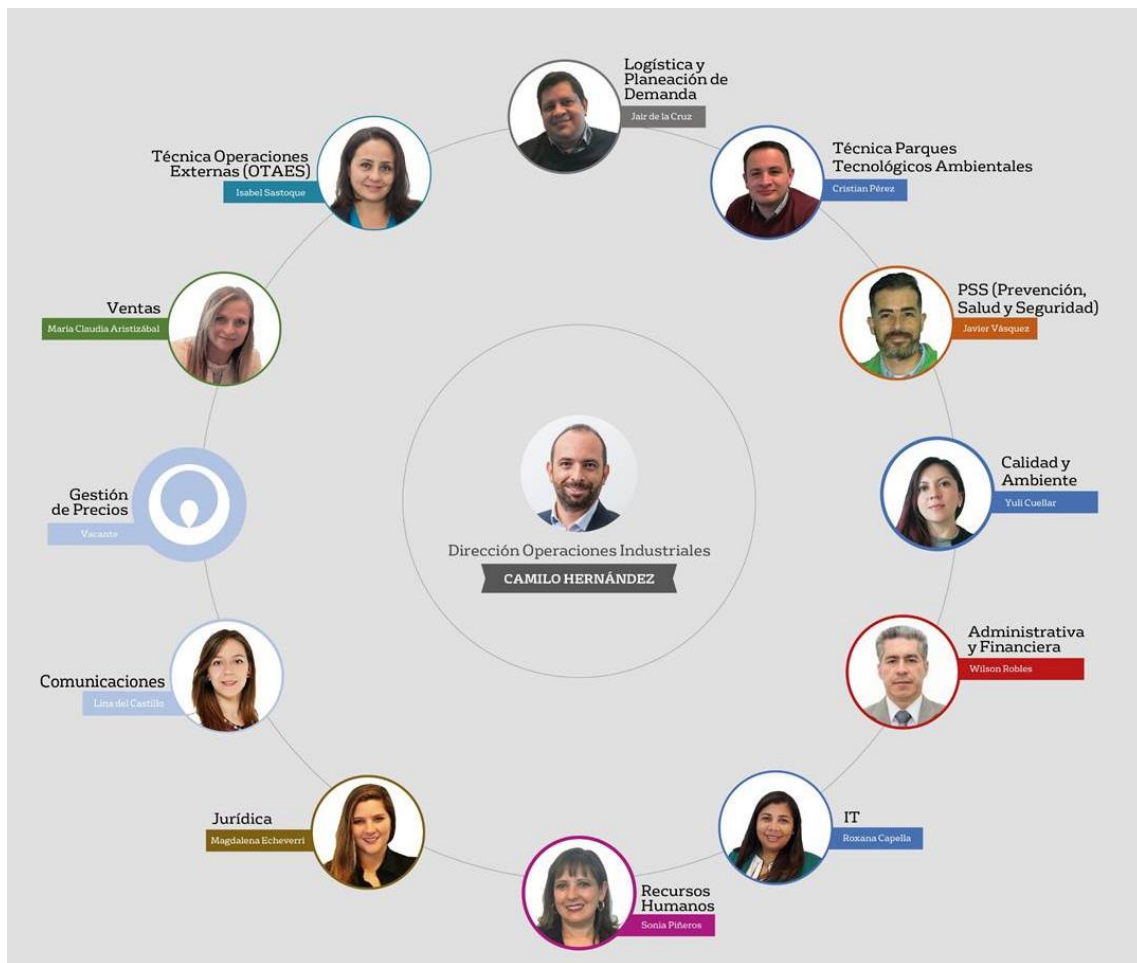 Logística y
Planeación de
Demanda
Jair de la Cruz
Técnica Parques
Tecnológicos Ambientales
Cristian Pérez
PSS (Prevención,
Salud y Seguridad)
Javier Vásquez
Calidad y
Ambiente
Yuli Cuellar
Administrativa
y Financiera
Wilson Robles
IT
Roxana Capella
Recursos
Humanos
Sonia Piñeros
Jurídica
Magdalena Echeverri
Comunicaciones
Lina del Castillo
Gestión
de Precios
Vacante
Ventas
María Claudia Aristizábal
Técnica Operaciones
Externas (OTAES)
Isabel Sastoque
Dirección Operaciones Industriales
CAMILO HERNÁNDEZ